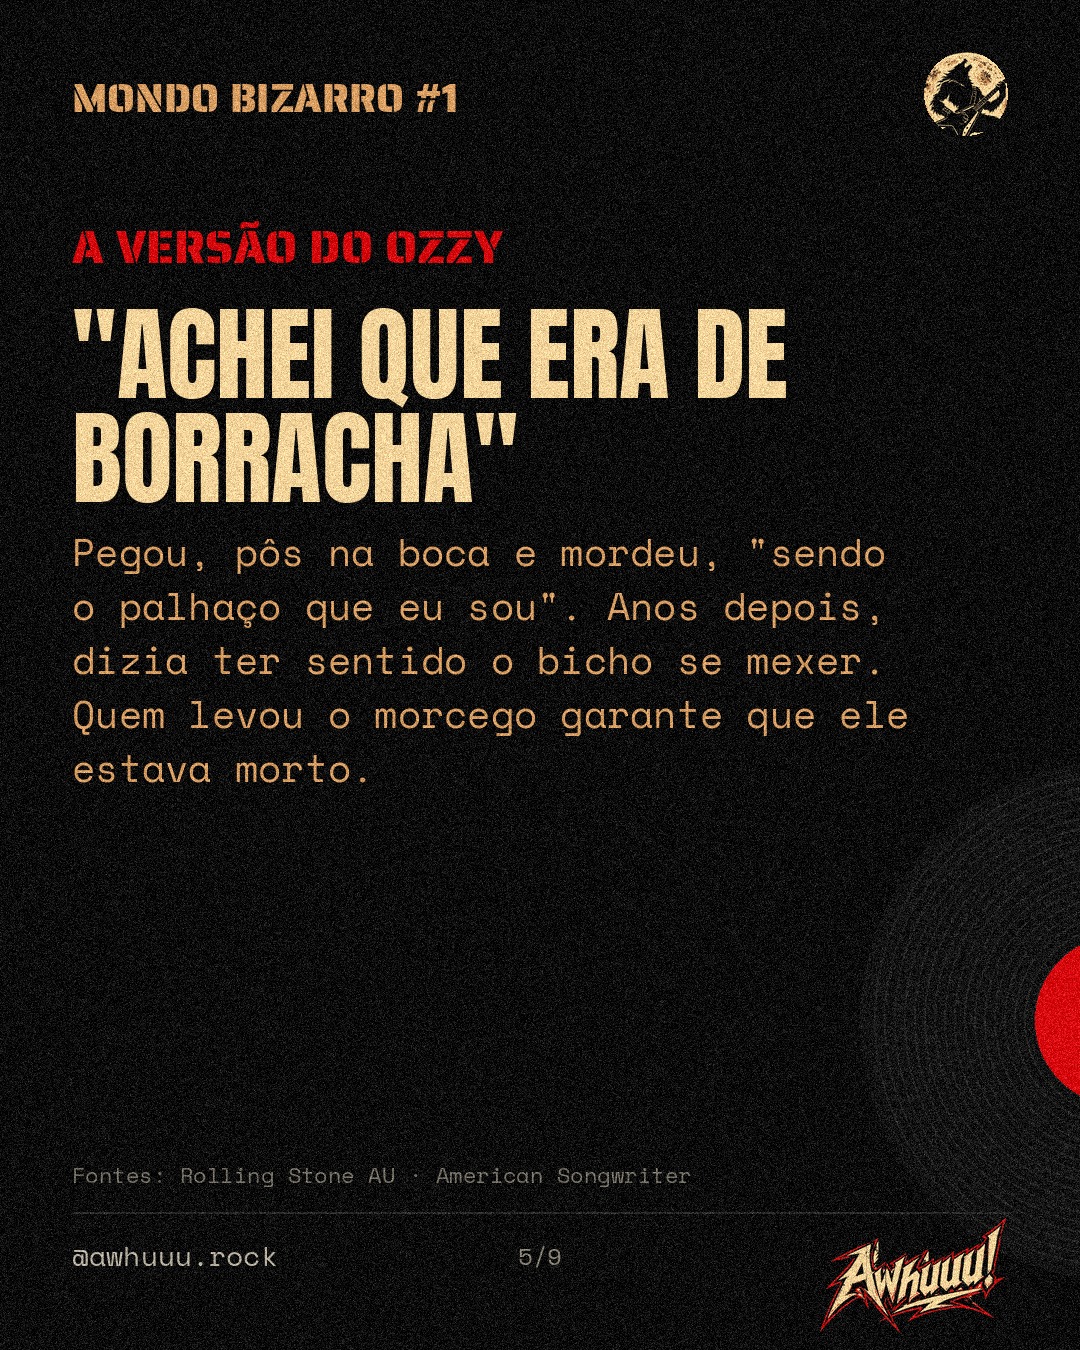 MONDO BIZARRO #1
A VERSÃO DO OZZY
"ACHEI QUE ERA DE
BORRACHA"
Pegou, pôs na boca e mordeu, "sendo
o palhaço que eu sou". Anos depois,
dizia ter sentido o bicho se mexer.
Quem levou o morcego garante que ele
estava morto.
Fontes: Rolling Stone AU · American Songwriter
@awhuuu.rock
5/9
Awhuuu!